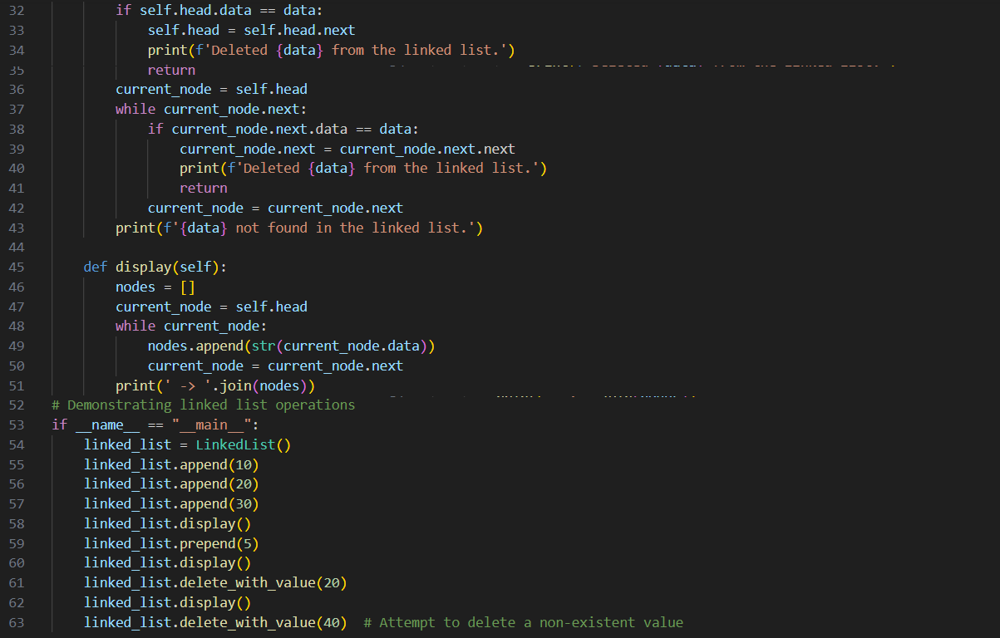 32 if self.head.data == data:
33 self.head = self.head.next
34 print(f'Deleted {data} from the linked list.')
35 return
36 current_node = self.head
37 while current_node.next:
38 if current_node.next.data == data:
39 current_node.next = current_node.next.next
40 print(f'Deleted {data} from the linked list.')
41 return
42 current_node = current_node.next
43 print(f'{data} not found in the linked list.')
44
45 def display(self):
46 nodes = []
47 current_node = self.head
48 while current_node:
49 nodes.append(str(current_node.data))
50 current_node = current_node.next
51 print(' -> '.join(nodes))
52 # Demonstrating linked list operations
53 if __name__ == "__main__":
54 linked_list = LinkedList()
55 linked_list.append(10)
56 linked_list.append(20)
57 linked_list.append(30)
58 linked_list.display()
59 linked_list.prepend(5)
60 linked_list.display()
61 linked_list.delete_with_value(20)
62 linked_list.display()
63 linked_list.delete_with_value(40) # Attempt to delete a non-existent value